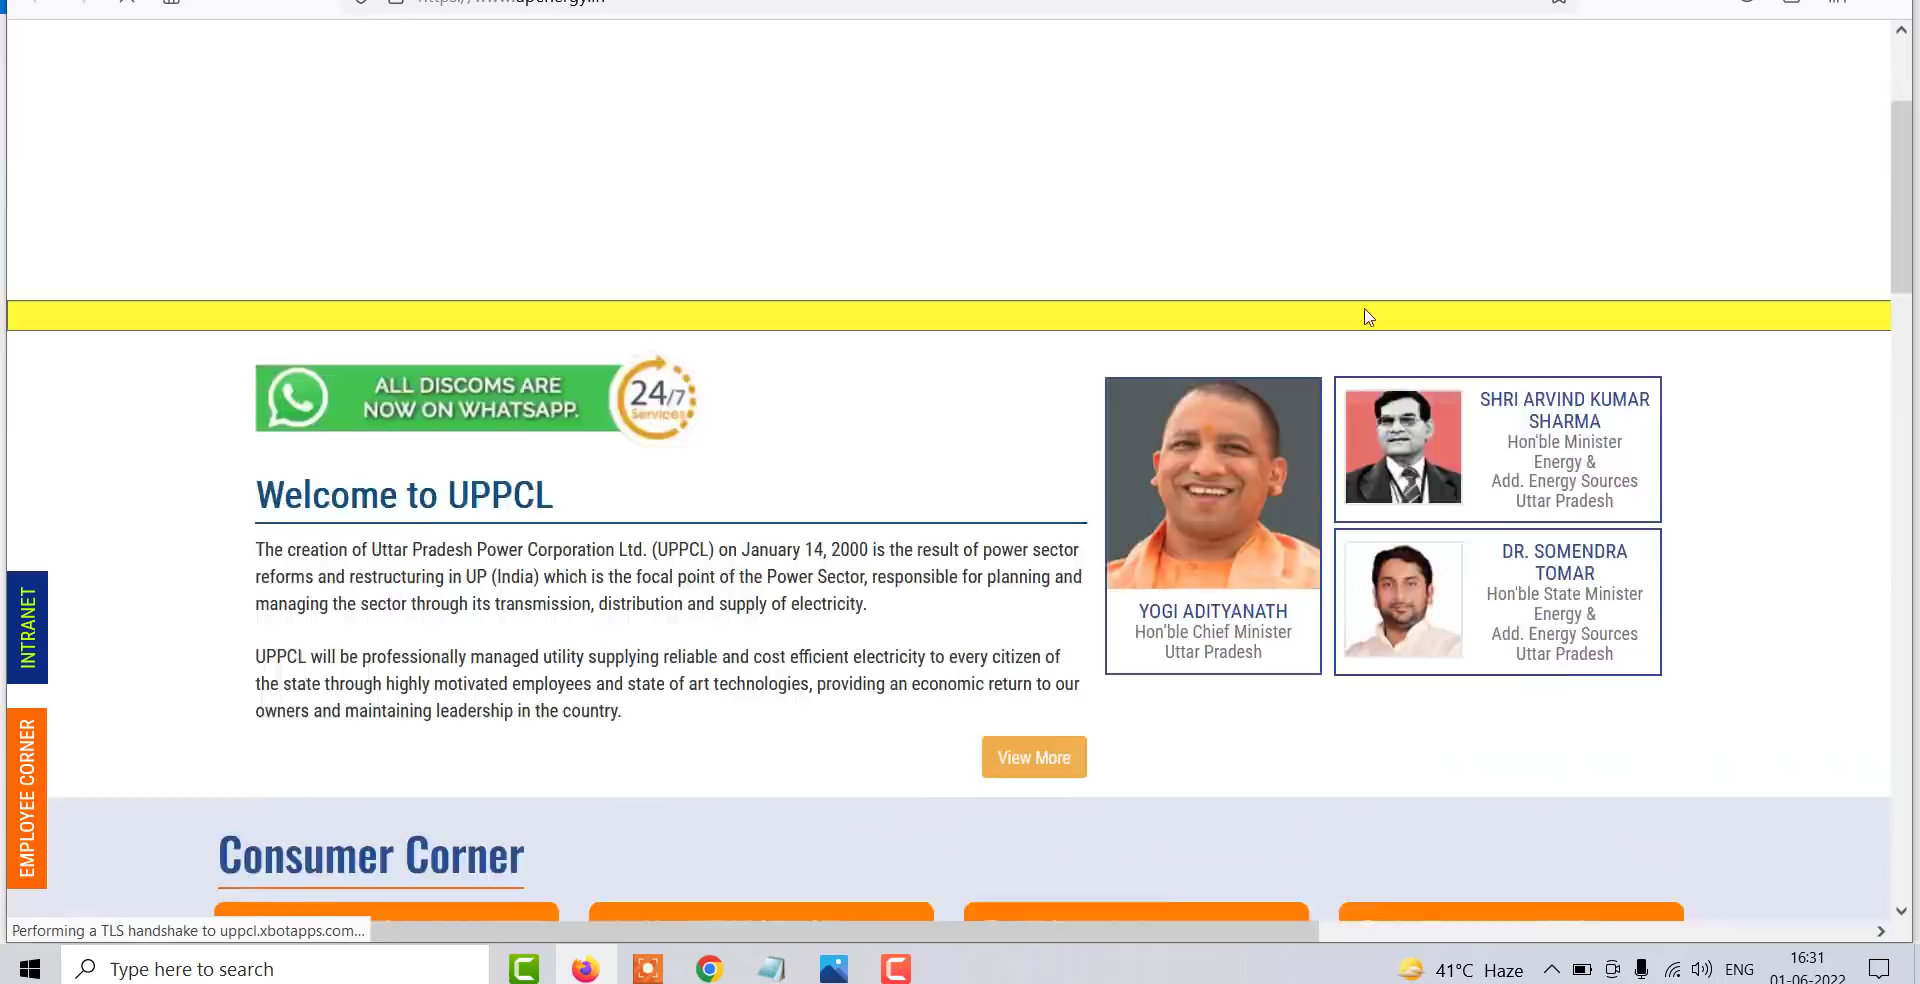 ALL DISCOMS ARE
NOW ON WHATSAPP.
24/7
Services
Welcome to UPPCL
The creation of Uttar Pradesh Power Corporation Ltd. (UPPCL) on January 14, 2000 is the result of power sector
reforms and restructuring in UP (India) which is the focal point of the Power Sector, responsible for planning and
managing the sector through its transmission, distribution and supply of electricity.
UPPCL will be professionally managed utility supplying reliable and cost efficient electricity to every citizen of
the state through highly motivated employees and state of art technologies, providing an economic return to our
owners and maintaining leadership in the country.
View More
YOGI ADITYANATH
Hon'ble Chief Minister
Uttar Pradesh
SHRI ARVIND KUMAR
SHARMA
Hon'ble Minister
Energy &
Add. Energy Sources
Uttar Pradesh
DR. SOMENDRA
TOMAR
Hon'ble State Minister
Energy &
Add. Energy Sources
Uttar Pradesh
INTRANET
EMPLOYEE CORNER
Consumer Corner
Performing a TLS handshake to uppcl.xbotapps.com...
Type here to search
41°C Haze
ENG
16:31
01-06-2022